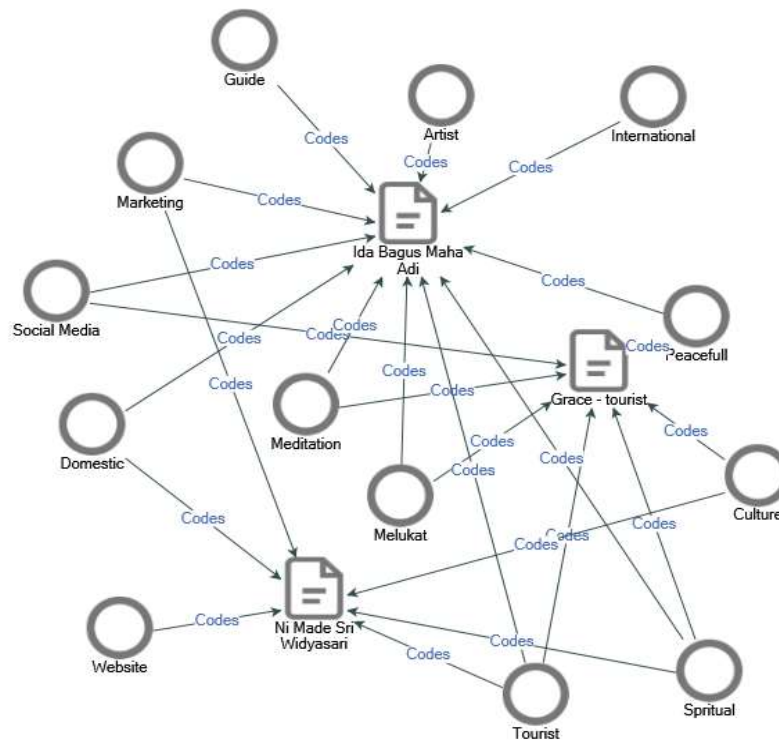 Guide
Artist
International
Codes
Codes
Codes
Marketing
Codes
Ida Bagus Maha
Adi
Codes
Codes
Social Media
Codes
Codes
Codes
Peacefull
Codes
Codes
Grace - tourist
Codes
Codes
Codes
Meditation
Domestic
Codes
Codes
Codes
Codes
Melukat
Culture
Codes
Codes
Codes
Codes
Codes
Ni Made Sri
Widyasari
Codes
Website
Codes
Codes
Tourist
Spritual